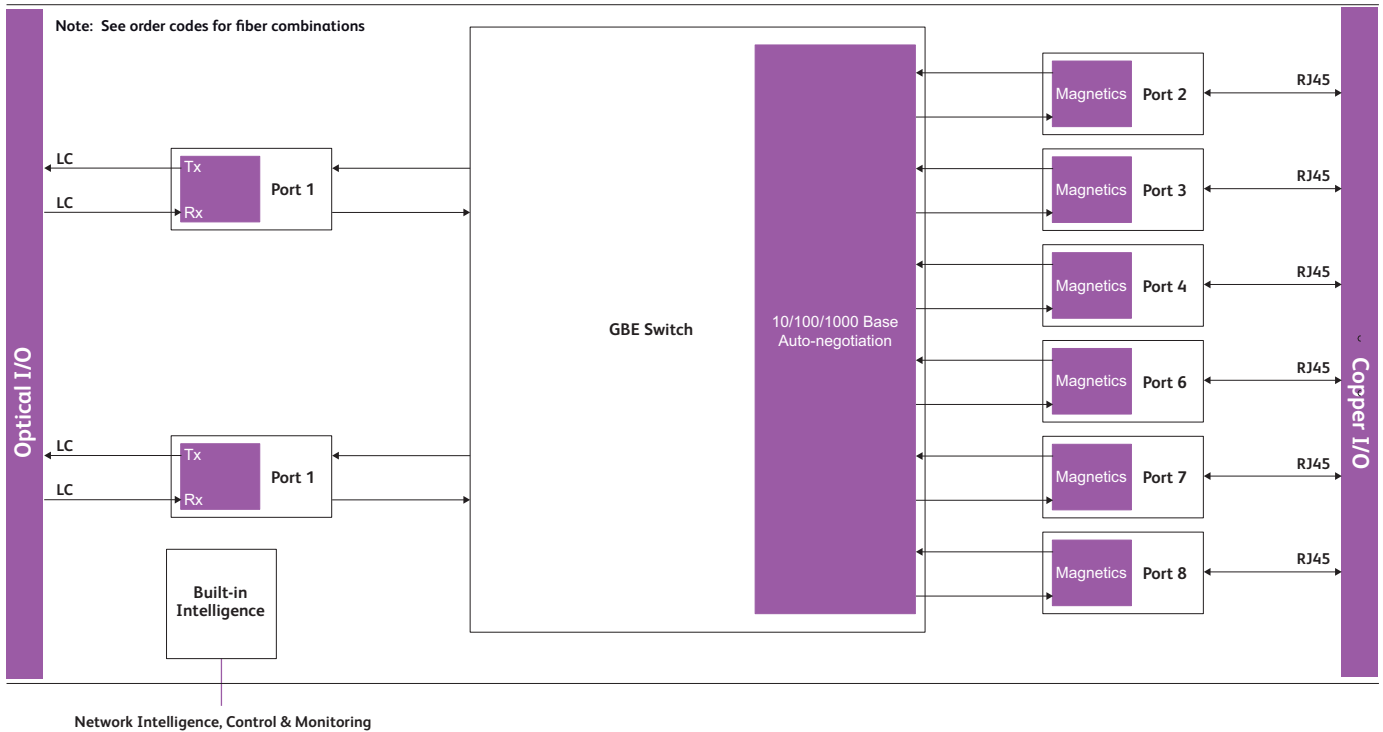 Note: See order codes for fiber combinations
Optical I/O
LC
LC
Tx
Rx
Port 1
LC
LC
Tx
Rx
Port 1
Built-in
Intelligence
Network Intelligence, Control & Monitoring
GBE Switch
10/100/1000 Base
Auto-negotiation
Magnetics
Port 2
RJ45
Magnetics
Port 3
RJ45
Magnetics
Port 4
RJ45
Magnetics
Port 6
RJ45
Magnetics
Port 7
RJ45
Magnetics
Port 8
RJ45
c
Copper I/O